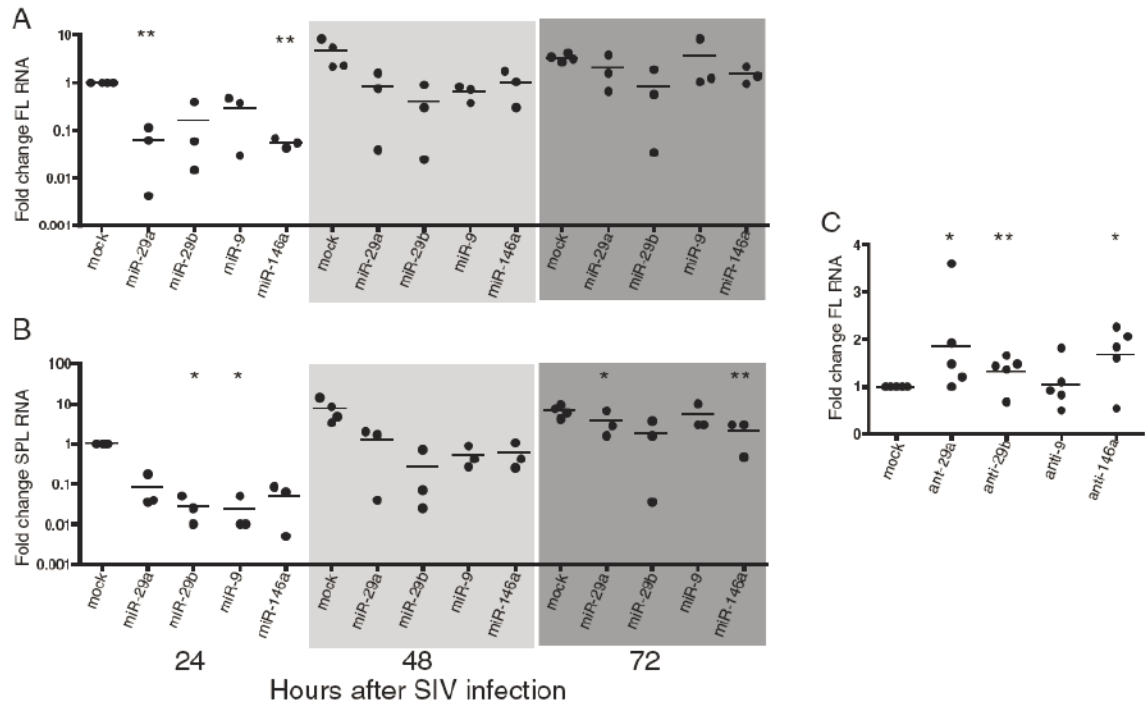 A
Fold change FL RNA
10
1
0.1
0.01
0.001
** **
mock miR-29a miR-29b miR-9 miR-146a
mock miR-29a miR-29b miR-9 miR-146a
mock miR-29a miR-29b miR-9 miR-146a
B
Fold change SPL RNA
100
10
1
0.1
0.01
0.001
* *
* **
mock miR-29a miR-29b miR-9 miR-146a
mock miR-29a miR-29b miR-9 miR-146a
mock miR-29a miR-29b miR-9 miR-146a
24 48 72
Hours after SIV infection
C
Fold change FL RNA
4
3
2
1
0
* ** *
mock ant-29a anti-29b anti-9 anti-146a